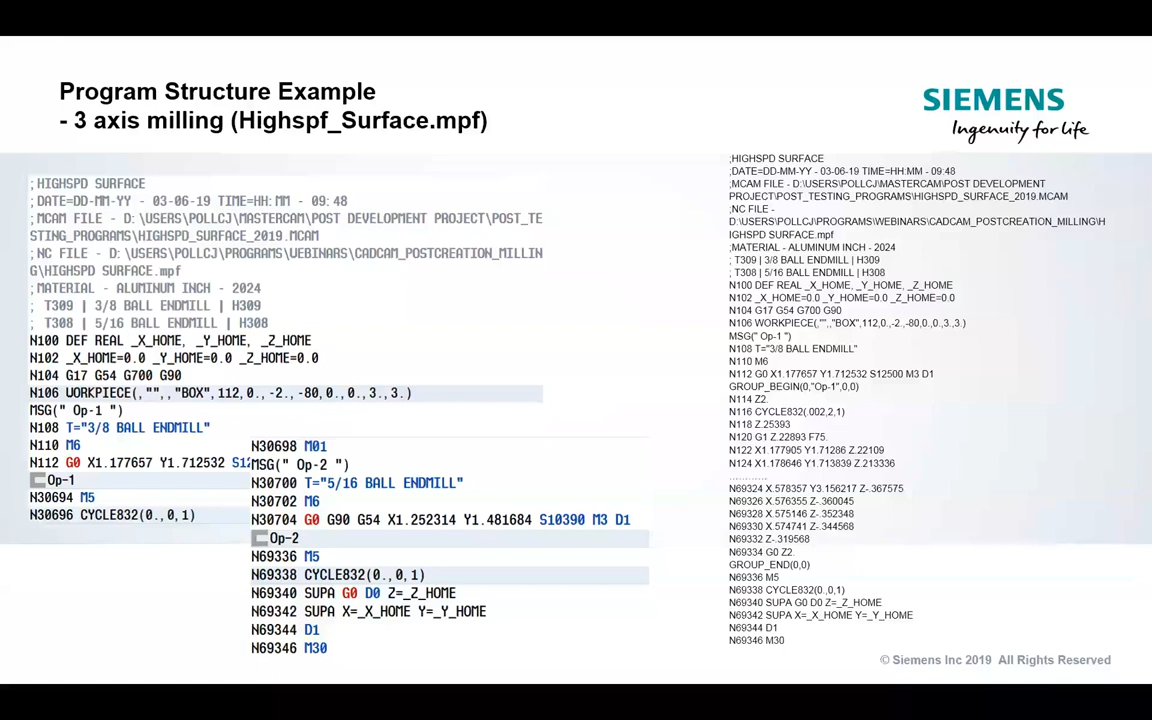 Program Structure Example
- 3 axis milling (Highspf_Surface.mpf)
SIEMENS
Ingenuity for life
;HIGHSPD SURFACE
;DATE=DD-MM-YY - 03-06-19 TIME=HH:MM - 09:48
;MCAM FILE - D:\USERS\POLLCJ\MASTERCAM\POST DEVELOPMENT PROJECT\POST_TE
STING_PROGRAMS\HIGHSPD_SURFACE_2019.MCAM
;NC FILE - D:\USERS\POLLCJ\PROGRAMS\WEBINARS\CADCAM_POSTCREATION_MILLIN
G\HIGHSPD SURFACE.mpf
;MATERIAL - ALUMINUM INCH - 2024
; T309 | 3/8 BALL ENDMILL | H309
; T308 | 5/16 BALL ENDMILL | H308
N100 DEF REAL _X_HOME, _Y_HOME, _Z_HOME
N102 _X_HOME=0.0 _Y_HOME=0.0 _Z_HOME=0.0
N104 G17 G54 G700 G90
N106 WORKPIECE(,"",,"BOX",112,0.,-2.,-80,0.,0.,3.,3.)
MSG(" Op-1 ")
N108 T="3/8 BALL ENDMILL"
N110 M6
N112 G0 X1.177657 Y1.712532 S12
Op-1
N30694 M5
N30696 CYCLE832(0.,0,1)
N30698 M01
MSG(" Op-2 ")
N30700 T="5/16 BALL ENDMILL"
N30702 M6
N30704 G0 G90 G54 X1.252314 Y1.481684 S10390 M3 D1
Op-2
N69336 M5
N69338 CYCLE832(0.,0,1)
N69340 SUPA G0 D0 Z=_Z_HOME
N69342 SUPA X=_X_HOME Y=_Y_HOME
N69344 D1
N69346 M30
;HIGHSPD SURFACE
;DATE=DD-MM-YY - 03-06-19 TIME=HH:MM - 09:48
;MCAM FILE - D:\USERS\POLLCJ\MASTERCAM\POST DEVELOPMENT
PROJECT\POST_TESTING_PROGRAMS\HIGHSPD_SURFACE_2019.MCAM
;NC FILE -
D:\USERS\POLLCJ\PROGRAMS\WEBINARS\CADCAM_POSTCREATION_MILLING\H
IGHSPD SURFACE.mpf
;MATERIAL - ALUMINUM INCH - 2024
; T309 | 3/8 BALL ENDMILL | H309
; T308 | 5/16 BALL ENDMILL | H308
N100 DEF REAL _X_HOME, _Y_HOME, _Z_HOME
N102 _X_HOME=0.0 _Y_HOME=0.0 _Z_HOME=0.0
N104 G17 G54 G700 G90
N106 WORKPIECE(,"",,"BOX",112,0.,-2.,-80,0.,0.,3.,3.)
MSG(" Op-1 ")
N108 T="3/8 BALL ENDMILL"
N110 M6
N112 G0 X1.177657 Y1.712532 S12500 M3 D1
GROUP_BEGIN(0,"Op-1",0,0)
N114 Z2.
N116 CYCLE832(.002,2,1)
N118 Z.25393
N120 G1 Z.22893 F75.
N122 X1.177905 Y1.71286 Z.22109
N124 X1.178646 Y1.713839 Z.213336
............
N69324 X.578357 Y3.156217 Z-.367575
N69326 X.576355 Z-.360045
N69328 X.575146 Z-.352348
N69330 X.574741 Z-.344568
N69332 Z-.319568
N69334 G0 Z2.
GROUP_END(0,0)
N69336 M5
N69338 CYCLE832(0.,0,1)
N69340 SUPA G0 D0 Z=_Z_HOME
N69342 SUPA X=_X_HOME Y=_Y_HOME
N69344 D1
N69346 M30
© Siemens Inc 2019 All Rights Reserved